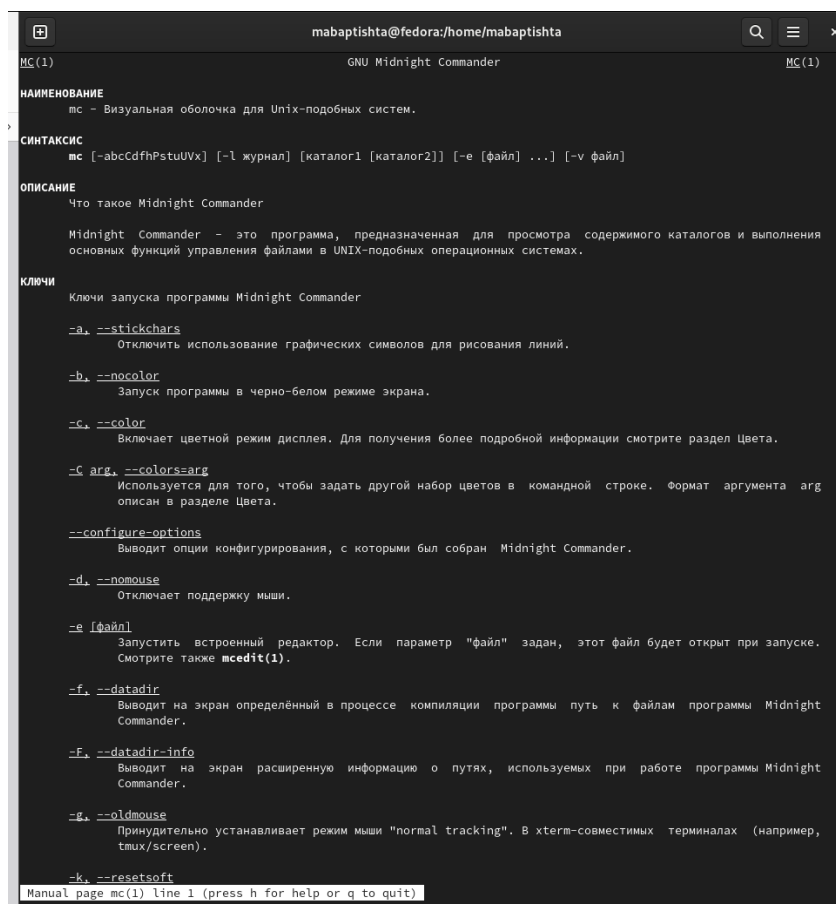 mabaptishta@fedora:/home/mabaptishta
MC(1) GNU Midnight Commander MC(1)
НАИМЕНОВАНИЕ
mc - Визуальная оболочка для Unix-подобных систем.
СИНТАКСИС
mc [-abcCdfhPstuUVx] [-l журнал] [каталог1 [каталог2]] [-e [файл] ...] [-v файл]
ОПИСАНИЕ
Что такое Midnight Commander
Midnight Commander - это программа, предназначенная для просмотра содержимого каталогов и выполнения
основных функций управления файлами в UNIX-подобных операционных системах.
КЛЮЧИ
Ключи запуска программы Midnight Commander
-a, --stickchars
Отключить использование графических символов для рисования линий.
-b, --nocolor
Запуск программы в черно-белом режиме экрана.
-c, --color
Включает цветной режим дисплея. Для получения более подробной информации смотрите раздел Цвета.
-C arg, --colors=arg
Используется для того, чтобы задать другой набор цветов в командной строке. Формат аргумента arg
описан в разделе Цвета.
--configure-options
Выводит опции конфигурирования, с которыми был собран Midnight Commander.
-d, --nomouse
Отключает поддержку мыши.
-e [файл]
Запустить встроенный редактор. Если параметр "файл" задан, этот файл будет открыт при запуске.
Смотрите также mcedit(1).
-f, --datadir
Выводит на экран определённый в процессе компиляции программы путь к файлам программы Midnight
Commander.
-F, --datadir-info
Выводит на экран расширенную информацию о путях, используемых при работе программы Midnight
Commander.
-g, --oldmouse
Принудительно устанавливает режим мыши "normal tracking". В xterm-совместимых терминалах (например,
tmux/screen).
-k, --resetsoft
Manual page mc(1) line 1 (press h for help or q to quit)